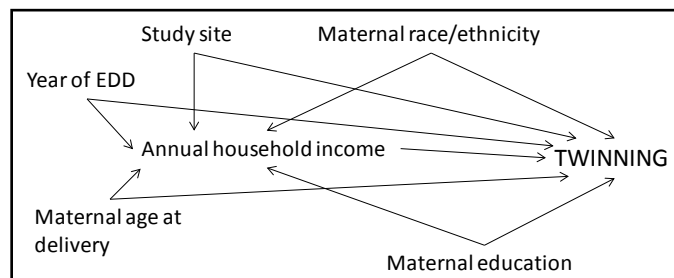 Study site
Maternal race/ethnicity
Year of EDD
Annual household income
TWINNING
Maternal age at
delivery
Maternal education